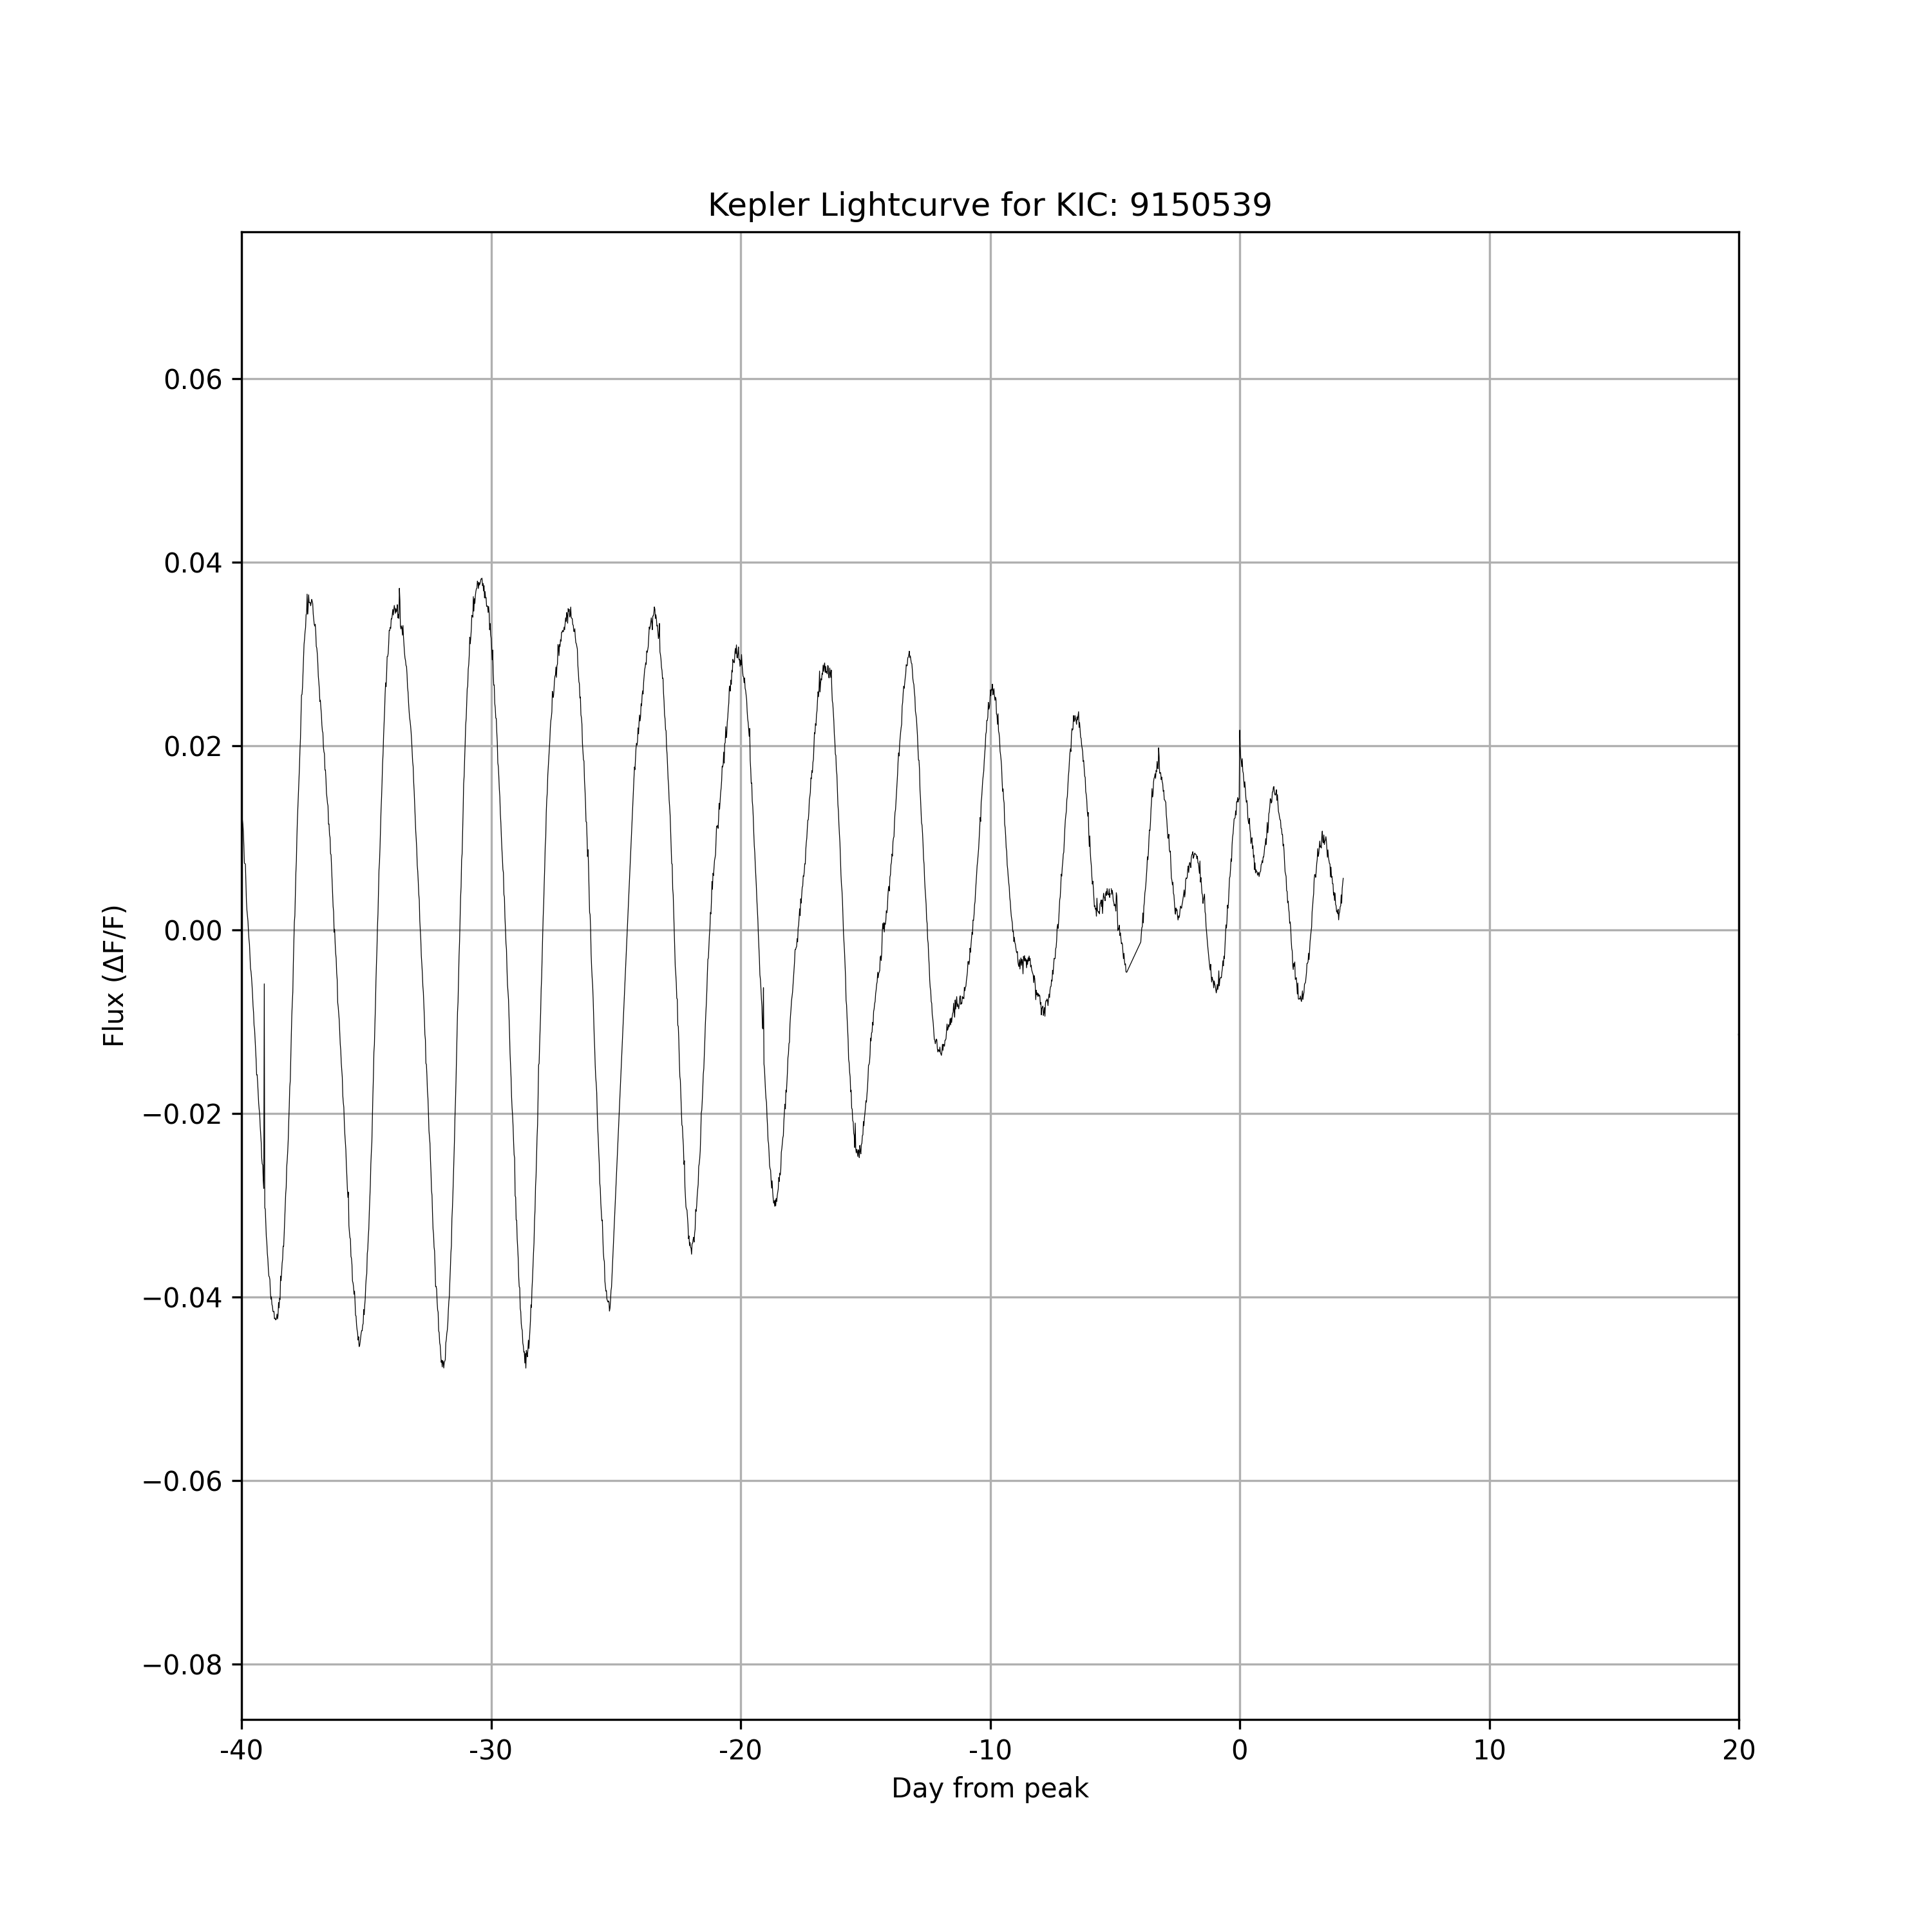 Kepler Lightcurve for KIC: 9150539
0.06
0.04
0.02
0.00
−0.02
−0.04
−0.06
−0.08
Flux (ΔF/F)
-40 -30 -20 -10 0 10 20
Day from peak